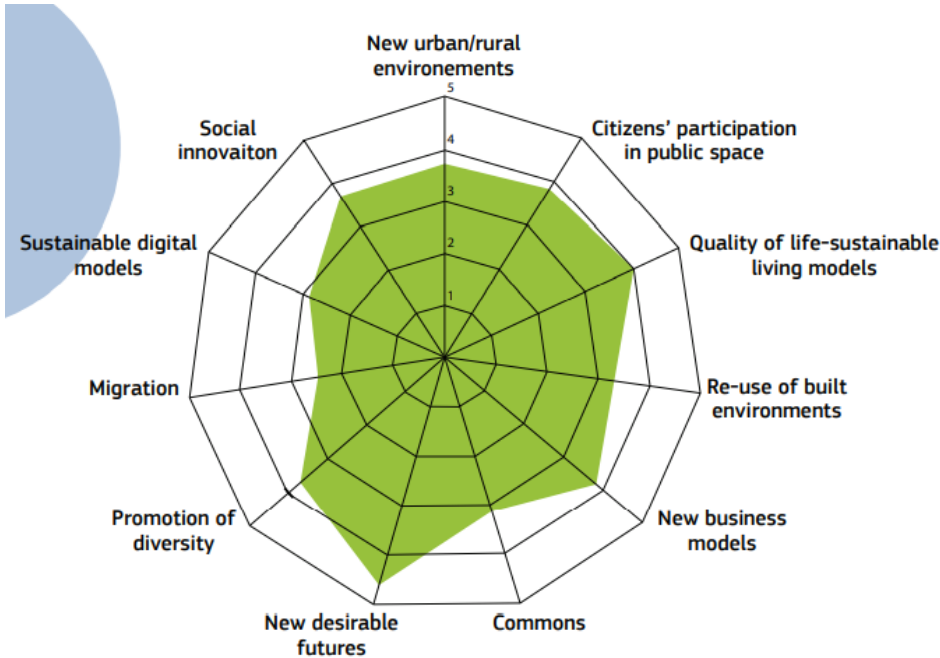 New urban/rural
environements
5
4
3
2
1
Citizens' participation
in public space
Quality of life-sustainable
living models
Re-use of built
environments
New business
models
Commons
New desirable
futures
Promotion of
diversity
Migration
Sustainable digital
models
Social
innovaiton